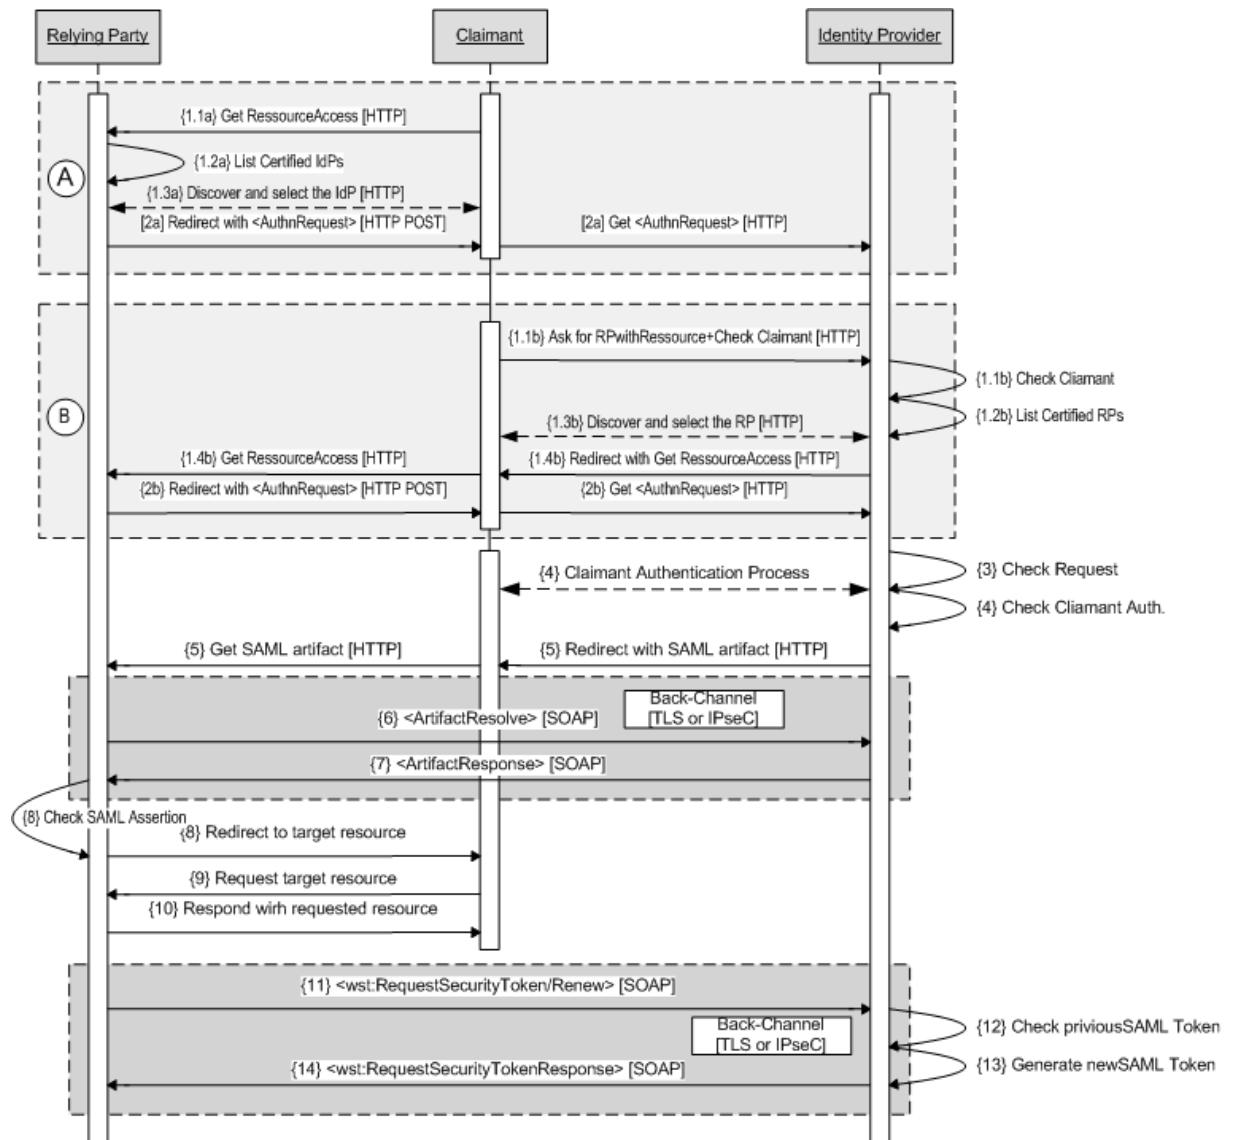 Relying Party
Claimant
Identity Provider
{1.1a} Get RessourceAccess [HTTP]
{1.2a} List Certified IdPs
A
{1.3a} Discover and select the IdP [HTTP]
[2a] Redirect with <AuthnRequest> [HTTP POST]
[2a] Get <AuthnRequest> [HTTP]
{1.1b} Ask for RPwithRessource+Check Claimant [HTTP]
{1.1b} Check Cliamant
B
{1.2b} List Certified RPs
{1.3b} Discover and select the RP [HTTP]
{1.4b} Get RessourceAccess [HTTP]
{1.4b} Redirect with Get RessourceAccess [HTTP]
{2b} Redirect with <AuthnRequest> [HTTP POST]
{2b} Get <AuthnRequest> [HTTP]
{4} Claimant Authentication Process
{3} Check Request
{4} Check Cliamant Auth.
{5} Get SAML artifact [HTTP]
{5} Redirect with SAML artifact [HTTP]
Back-Channel
[TLS or IPseC]
{6} <ArtifactResolve> [SOAP]
{7} <ArtifactResponse> [SOAP]
{8} Check SAML Assertion
{8} Redirect to target resource
{9} Request target resource
{10} Respond wirh requested resource
{11} <wst:RequestSecurityToken/Renew> [SOAP]
Back-Channel
[TLS or IPseC]
{12} Check priviousSAML Token
{13} Generate newSAML Token
{14} <wst:RequestSecurityTokenResponse> [SOAP]